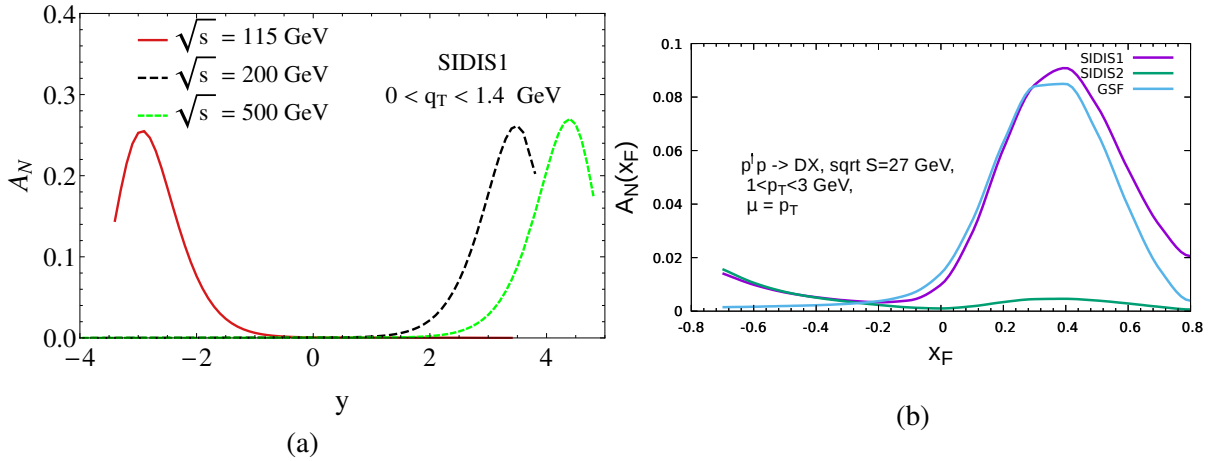 0.4
0.3
0.2
0.1
0.0
A_N
√s = 115 GeV
√s = 200 GeV
√s = 500 GeV
SIDIS1
0 < q_T < 1.4 GeV
−4
−2
0
2
4
y
(a)
0.1
0.08
0.06
0.04
0.02
0
A_N(x_F)
SIDIS1
SIDIS2
GSF
p↑p -> DX, sqrt S=27 GeV,
1<p_T<3 GeV,
μ = p_T
-0.8
-0.6
-0.4
-0.2
0
0.2
0.4
0.6
0.8
x_F
(b)